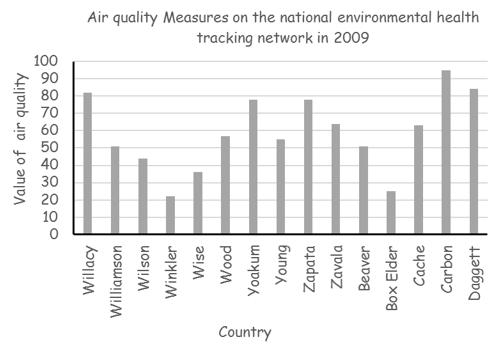 Air quality Measures on the national environmental health
tracking network in 2009
Value of air quality
100
90
80
70
60
50
40
30
20
10
0
Willacy
Williamson
Wilson
Winkler
Wise
Wood
Yoakum
Young
Zapata
Zavala
Beaver
Box Elder
Cache
Carbon
Daggett
Country